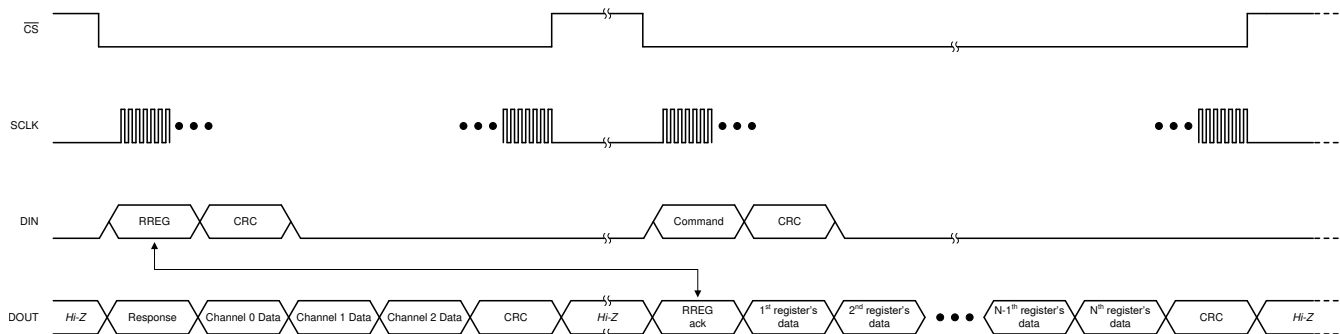 CS
SCLK
DIN
RREG
CRC
Command
CRC
DOUT
Hi-Z
Response
Channel 0 Data
Channel 1 Data
Channel 2 Data
CRC
Hi-Z
RREG
ack
1st register's
data
2nd register's
data
N-1th register's
data
Nth register's
data
CRC
Hi-Z